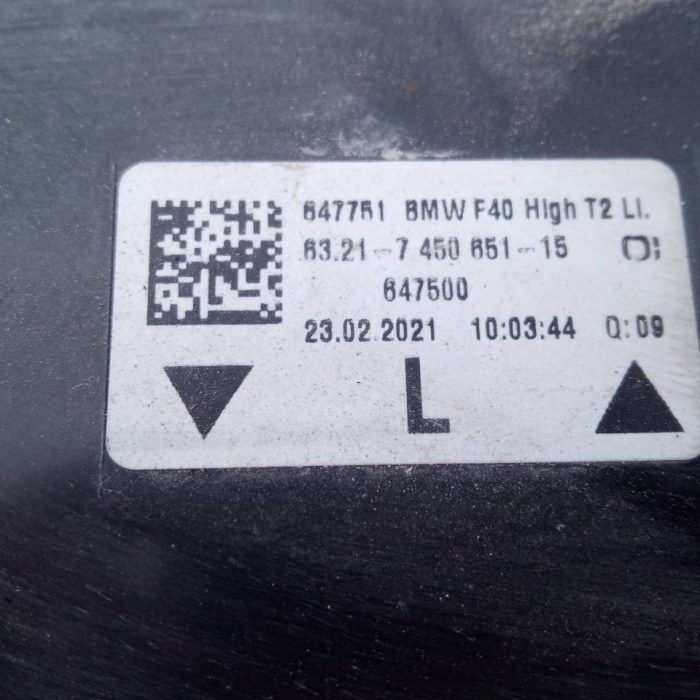 647751 BMW F40 High T2 LI.
63.21-7 450 651-15
647500
23.02.2021 10:03:44 Q:09
L